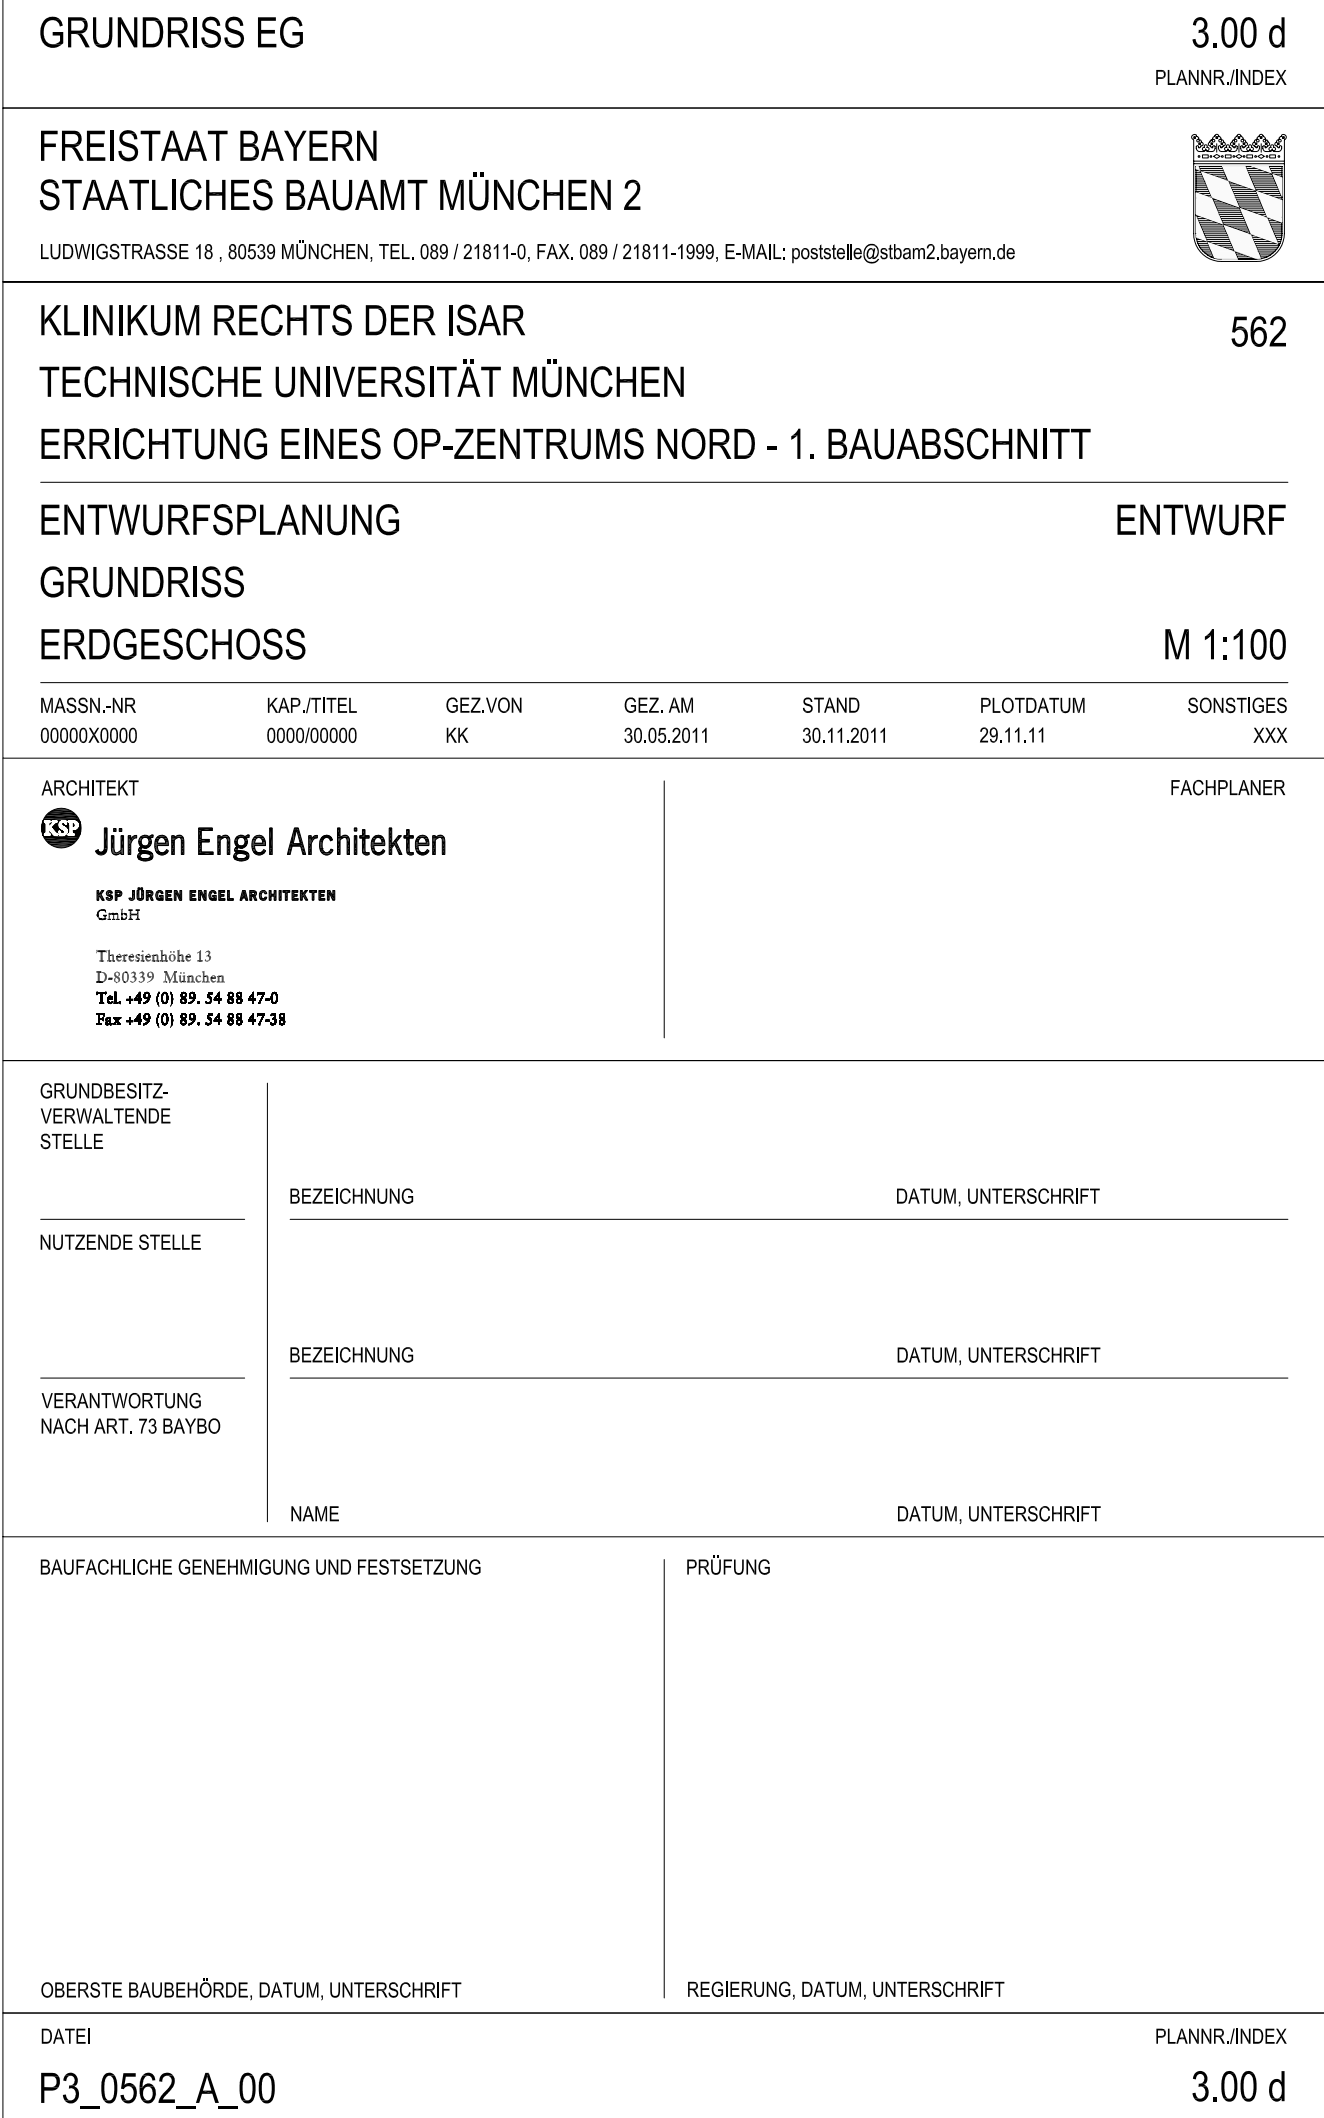 GRUNDRISS EG 3.00 d
PLANNR./INDEX
FREISTAAT BAYERN
STAATLICHES BAUAMT MÜNCHEN 2
LUDWIGSTRASSE 18 , 80539 MÜNCHEN, TEL. 089 / 21811-0, FAX. 089 / 21811-1999, E-MAIL: poststelle@stbam2.bayern.de
KLINIKUM RECHTS DER ISAR 562
TECHNISCHE UNIVERSITÄT MÜNCHEN
ERRICHTUNG EINES OP-ZENTRUMS NORD - 1. BAUABSCHNITT
ENTWURFSPLANUNG ENTWURF
GRUNDRISS
ERDGESCHOSS M 1:100
MASSN.-NR KAP./TITEL GEZ.VON GEZ. AM STAND PLOTDATUM SONSTIGES
00000X0000 0000/00000 KK 30.05.2011 30.11.2011 29.11.11 XXX
ARCHITEKT FACHPLANER
KSP Jürgen Engel Architekten
KSP JÜRGEN ENGEL ARCHITEKTEN
GmbH
Theresienhöhe 13
D-80339 München
Tel. +49 (0) 89. 54 88 47-0
Fax +49 (0) 89. 54 88 47-38
GRUNDBESITZ-
VERWALTENDE
STELLE
BEZEICHNUNG DATUM, UNTERSCHRIFT
NUTZENDE STELLE
BEZEICHNUNG DATUM, UNTERSCHRIFT
VERANTWORTUNG
NACH ART. 73 BAYBO
NAME DATUM, UNTERSCHRIFT
BAUFACHLICHE GENEHMIGUNG UND FESTSETZUNG PRÜFUNG
OBERSTE BAUBEHÖRDE, DATUM, UNTERSCHRIFT REGIERUNG, DATUM, UNTERSCHRIFT
DATEI PLANNR./INDEX
P3_0562_A_00 3.00 d